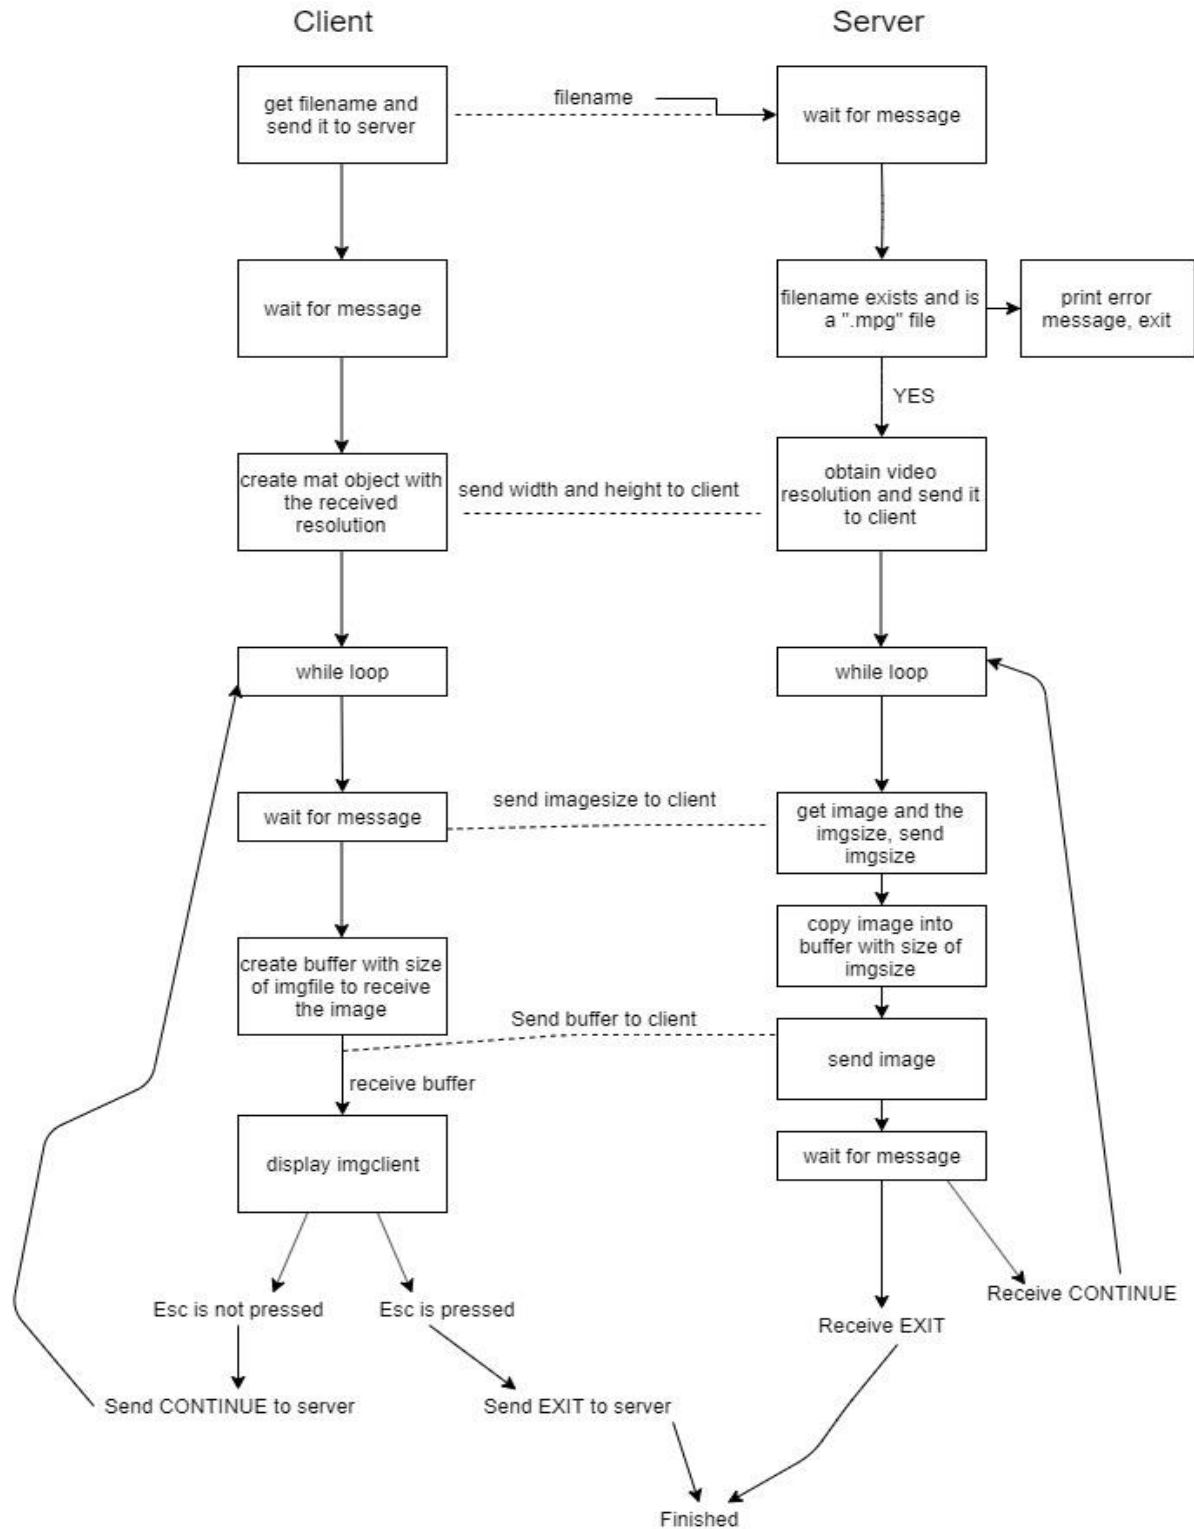 Client
Server
get filename and
send it to server
filename
wait for message
wait for message
filename exists and is
a ".mpg" file
print error
message, exit
YES
create mat object with
the received
resolution
send width and height to client
obtain video
resolution and send it
to client
while loop
while loop
wait for message
send imagesize to client
get image and the
imgsize, send
imgsize
copy image into
buffer with size of
imgsize
create buffer with size
of imgfile to receive
the image
Send buffer to client
send image
receive buffer
display imgclient
wait for message
Esc is not pressed
Esc is pressed
Receive CONTINUE
Receive EXIT
Send CONTINUE to server
Send EXIT to server
Finished